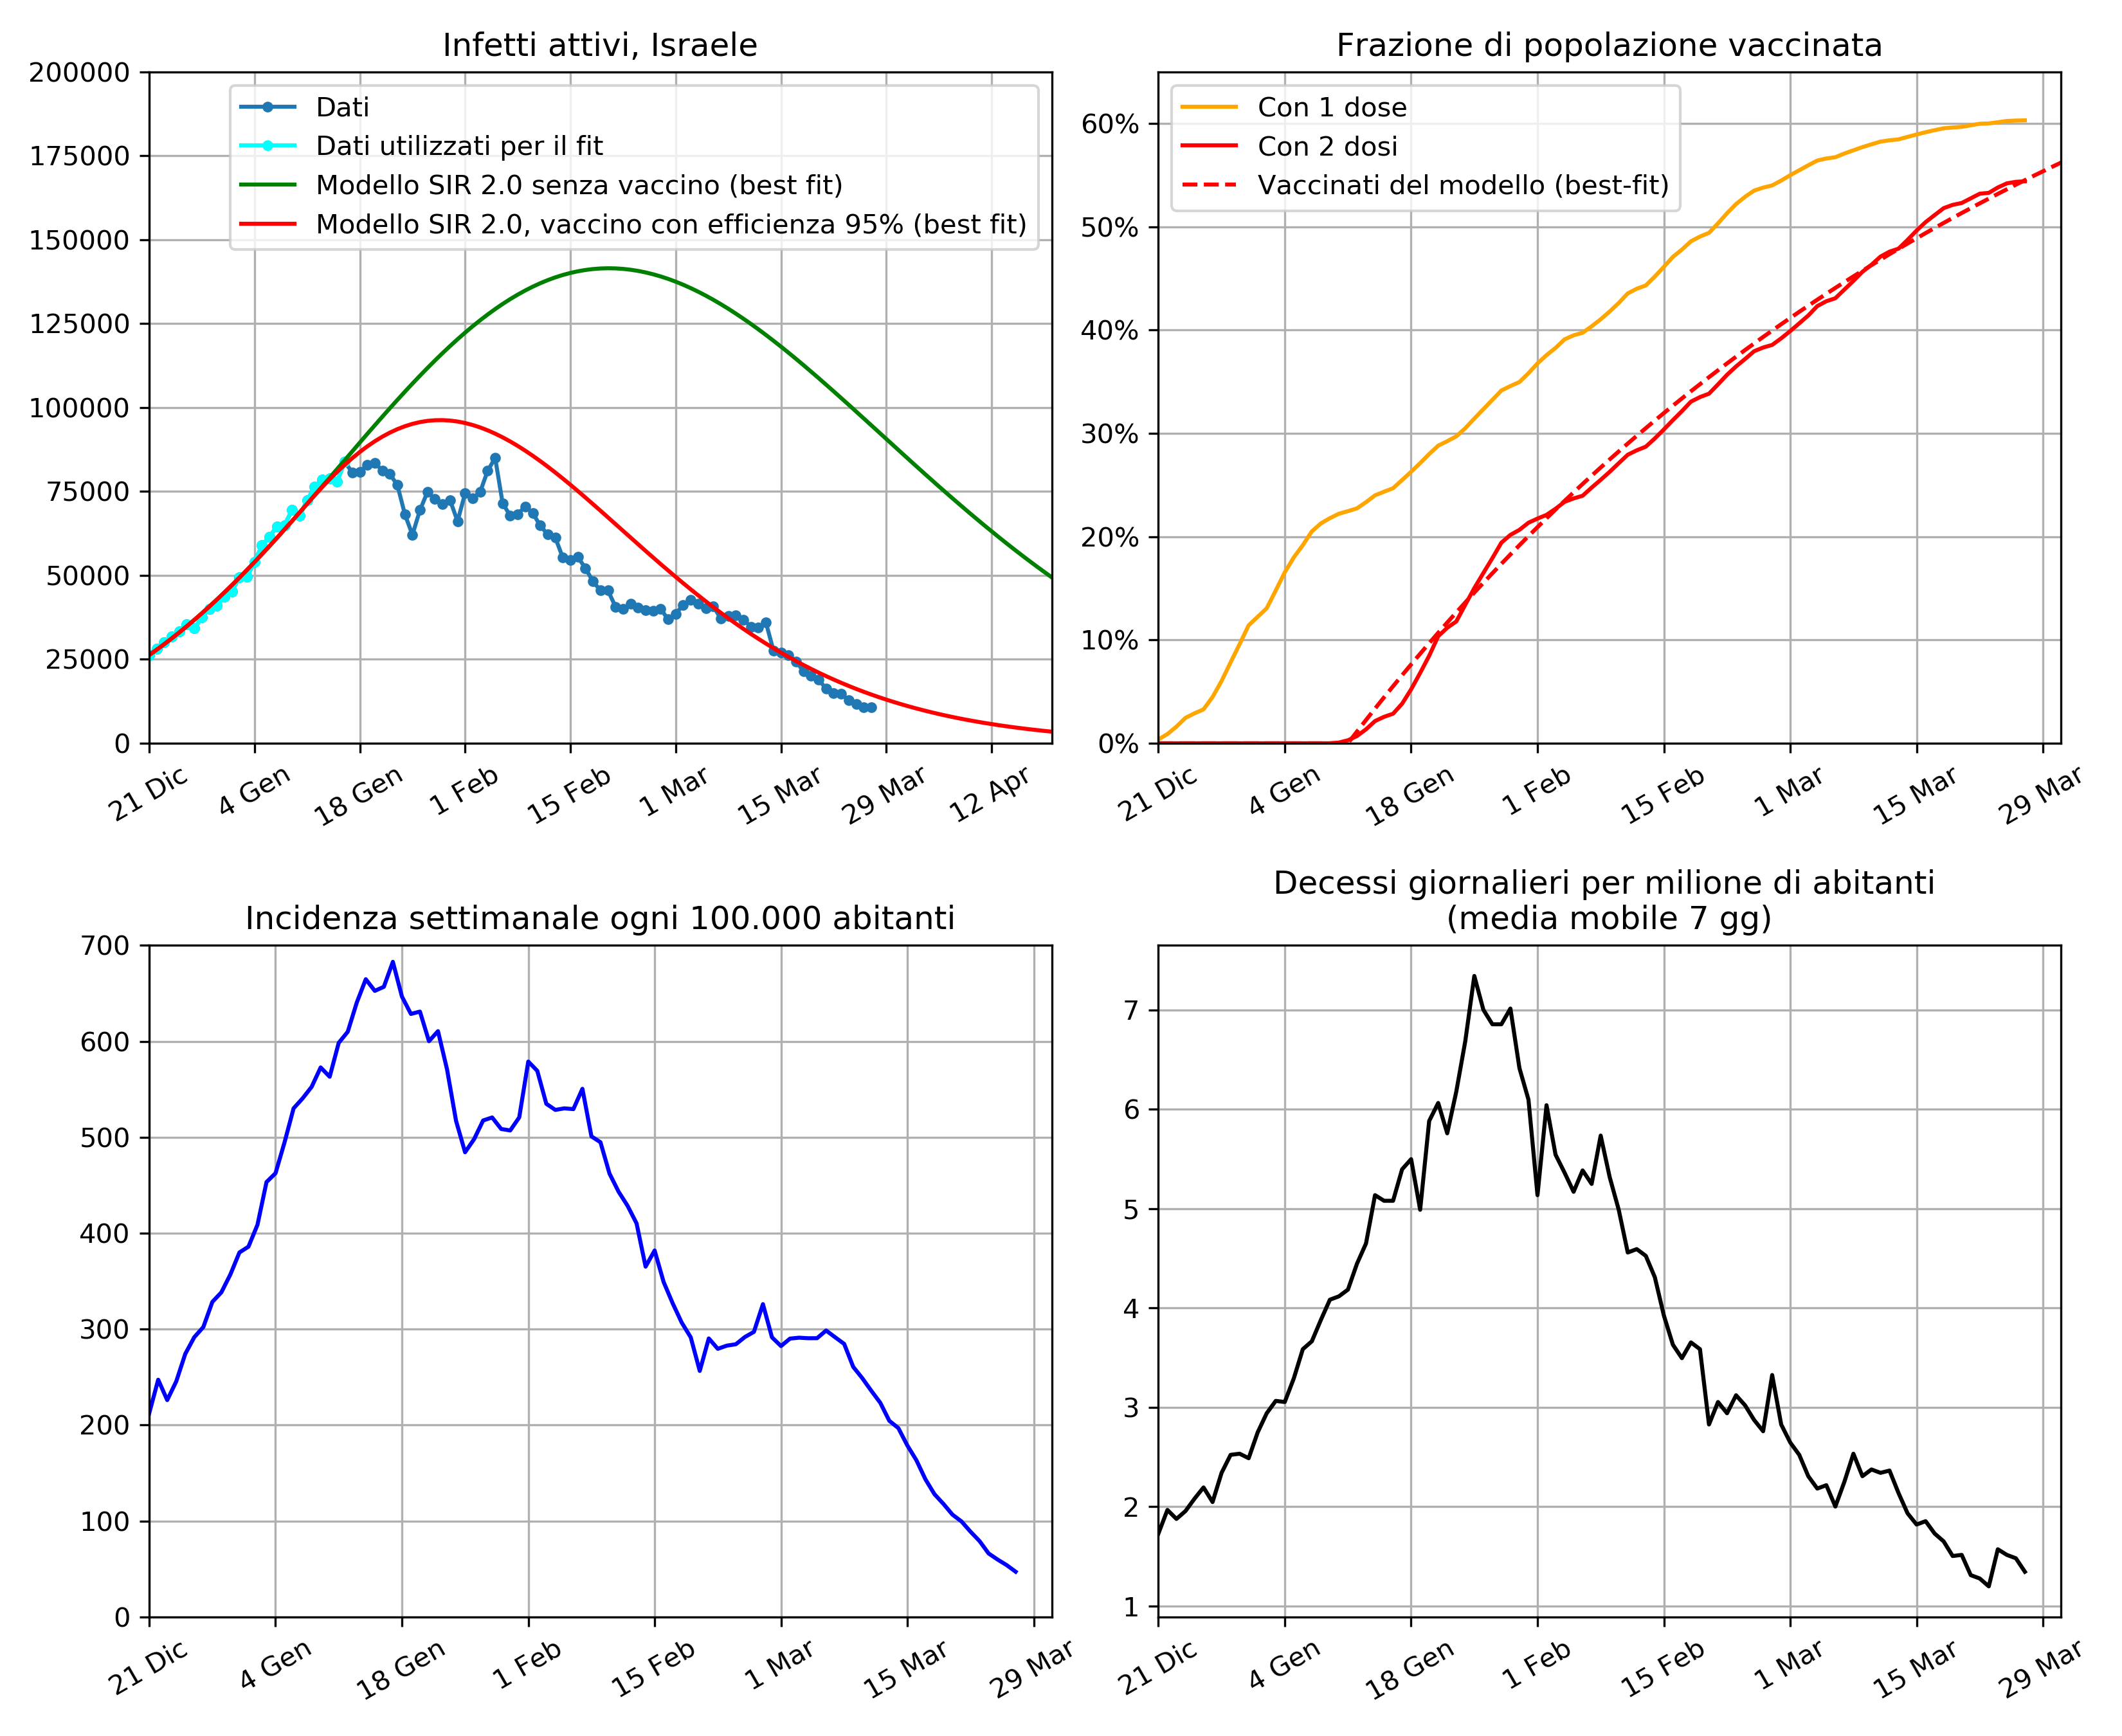 Infetti attivi, Israele
200000
175000
150000
125000
100000
75000
50000
25000
0
Dati
Dati utilizzati per il fit
Modello SIR 2.0 senza vaccino (best fit)
Modello SIR 2.0, vaccino con efficienza 95% (best fit)
21 Dic
4 Gen
18 Gen
1 Feb
15 Feb
1 Mar
15 Mar
29 Mar
12 Apr
Frazione di popolazione vaccinata
60%
50%
40%
30%
20%
10%
0%
Con 1 dose
Con 2 dosi
Vaccinati del modello (best-fit)
21 Dic
4 Gen
18 Gen
1 Feb
15 Feb
1 Mar
15 Mar
29 Mar
Incidenza settimanale ogni 100.000 abitanti
700
600
500
400
300
200
100
0
21 Dic
4 Gen
18 Gen
1 Feb
15 Feb
1 Mar
15 Mar
29 Mar
Decessi giornalieri per milione di abitanti
(media mobile 7 gg)
7
6
5
4
3
2
1
21 Dic
4 Gen
18 Gen
1 Feb
15 Feb
1 Mar
15 Mar
29 Mar